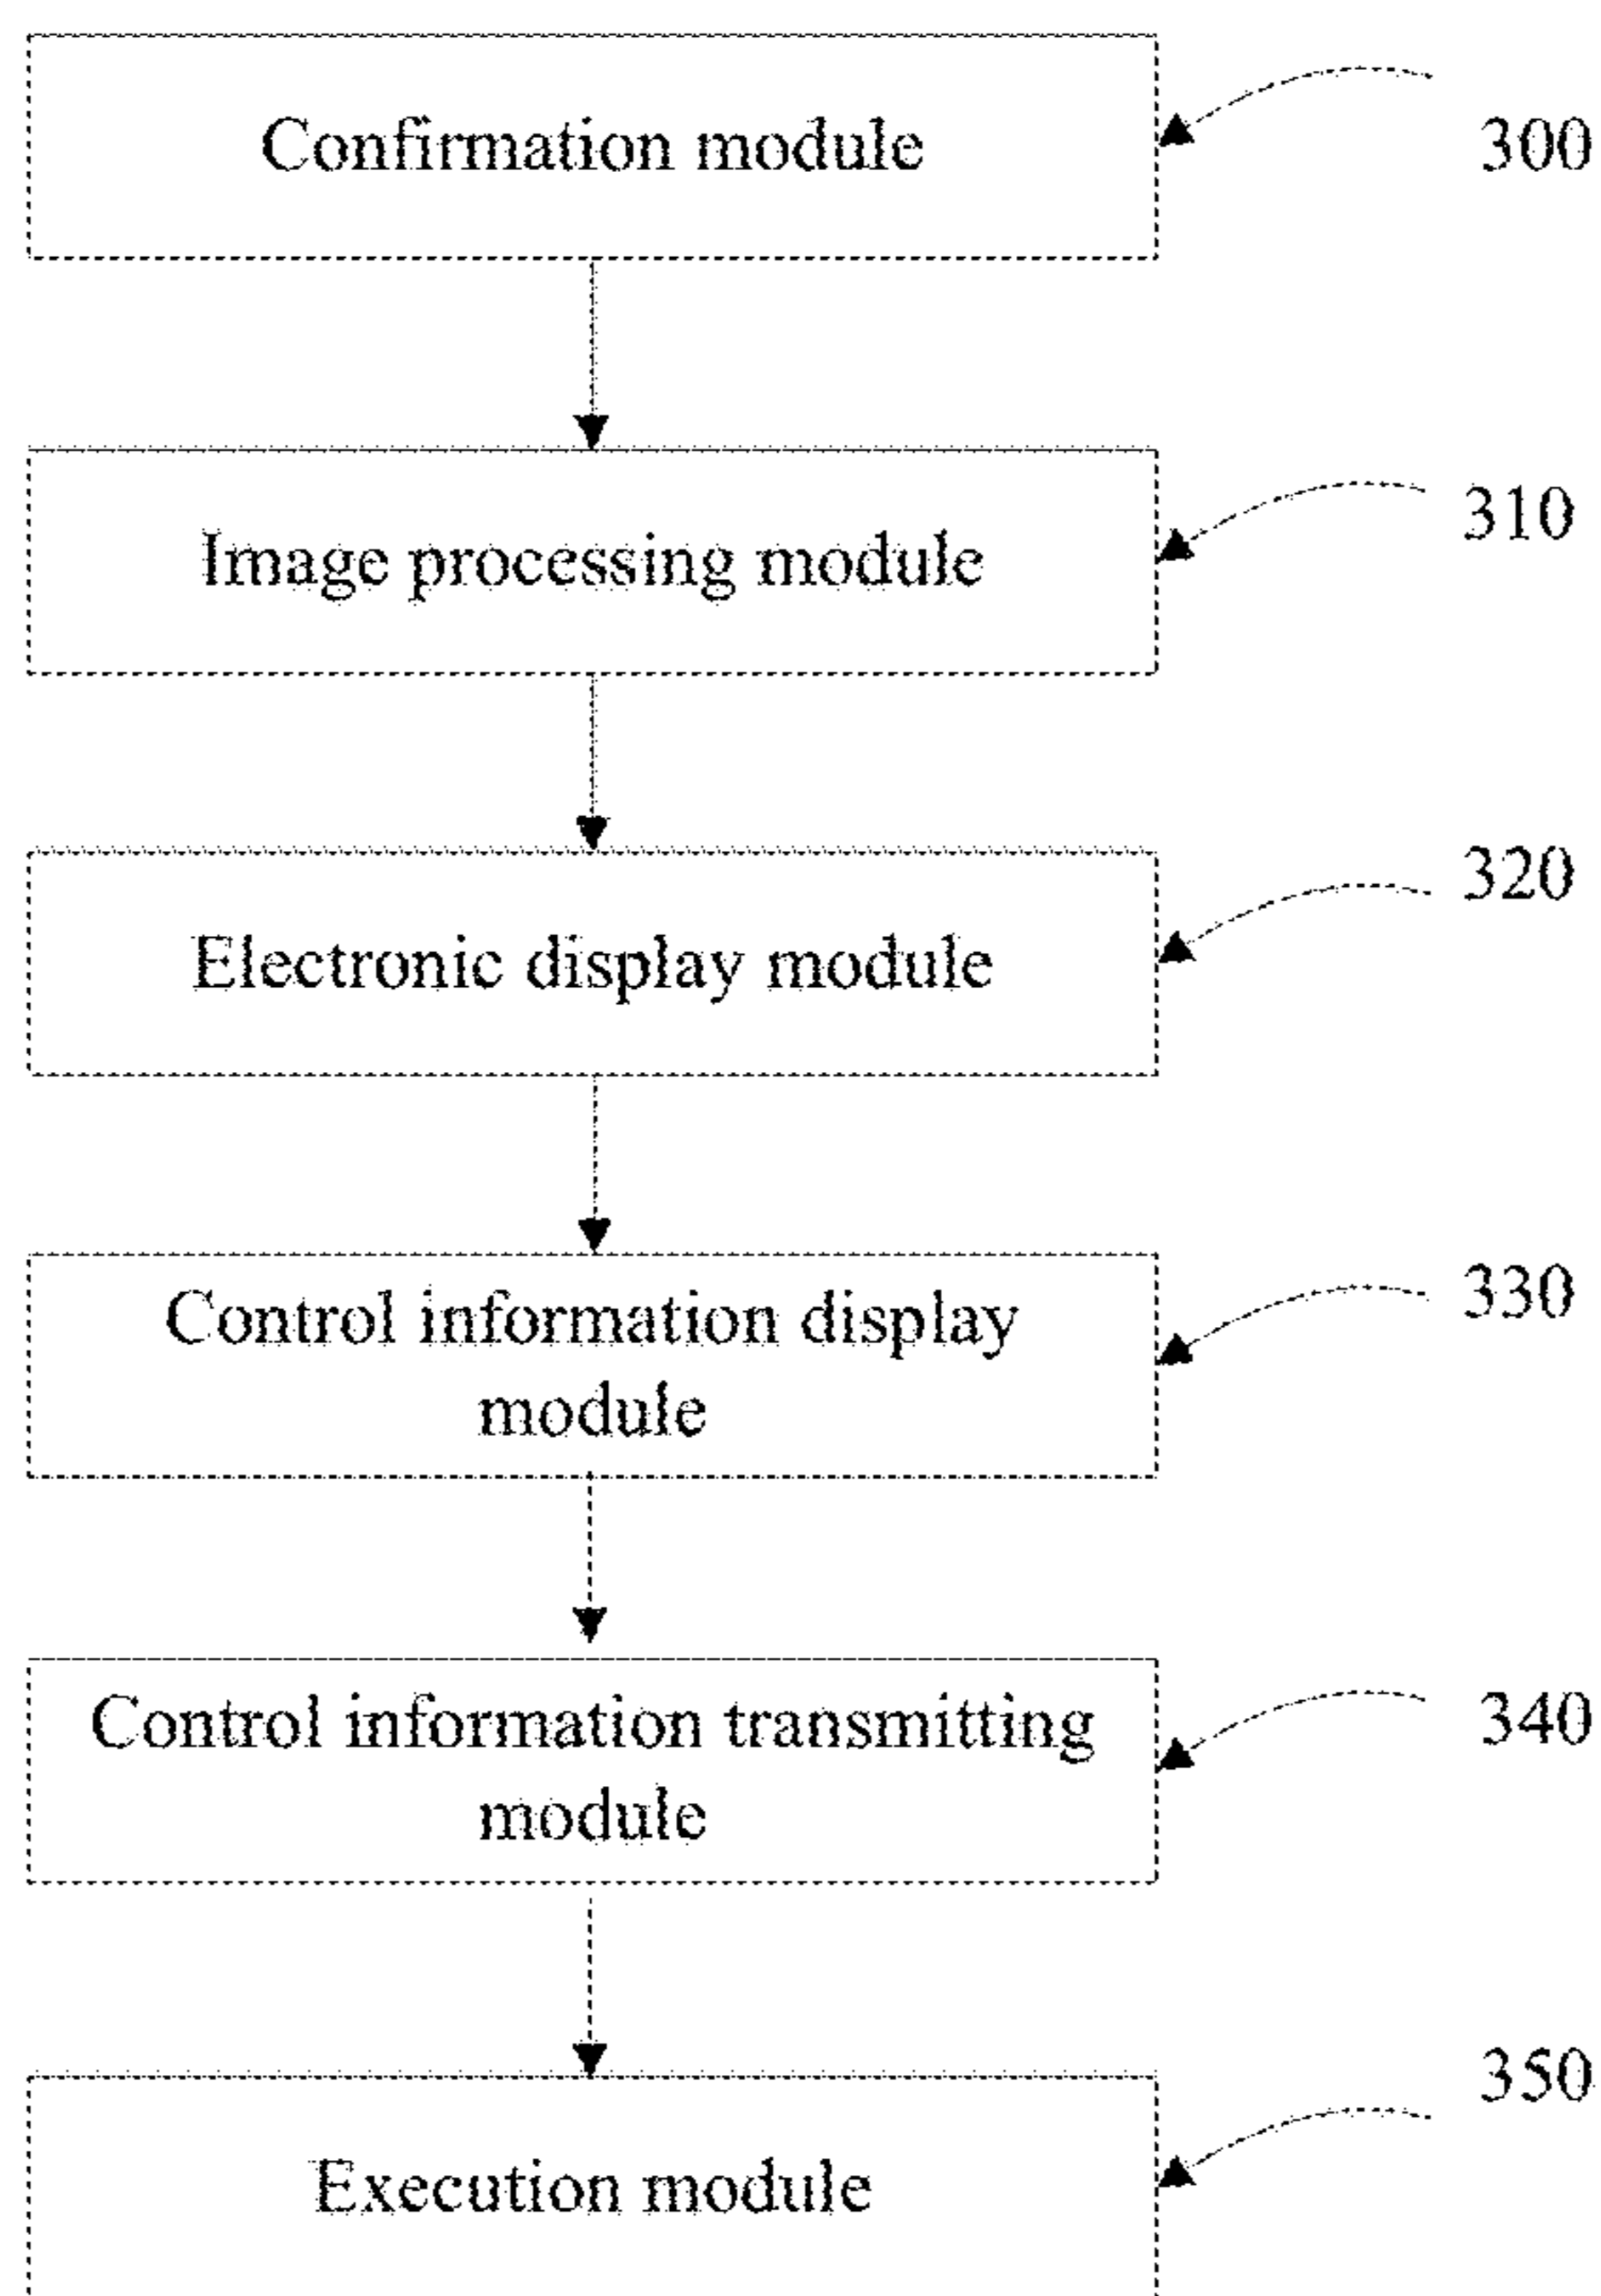 Confirmation module
300
Image processing module
310
Electronic display module
320
Control information display
module
330
Control information transmitting
module
340
Execution module
350